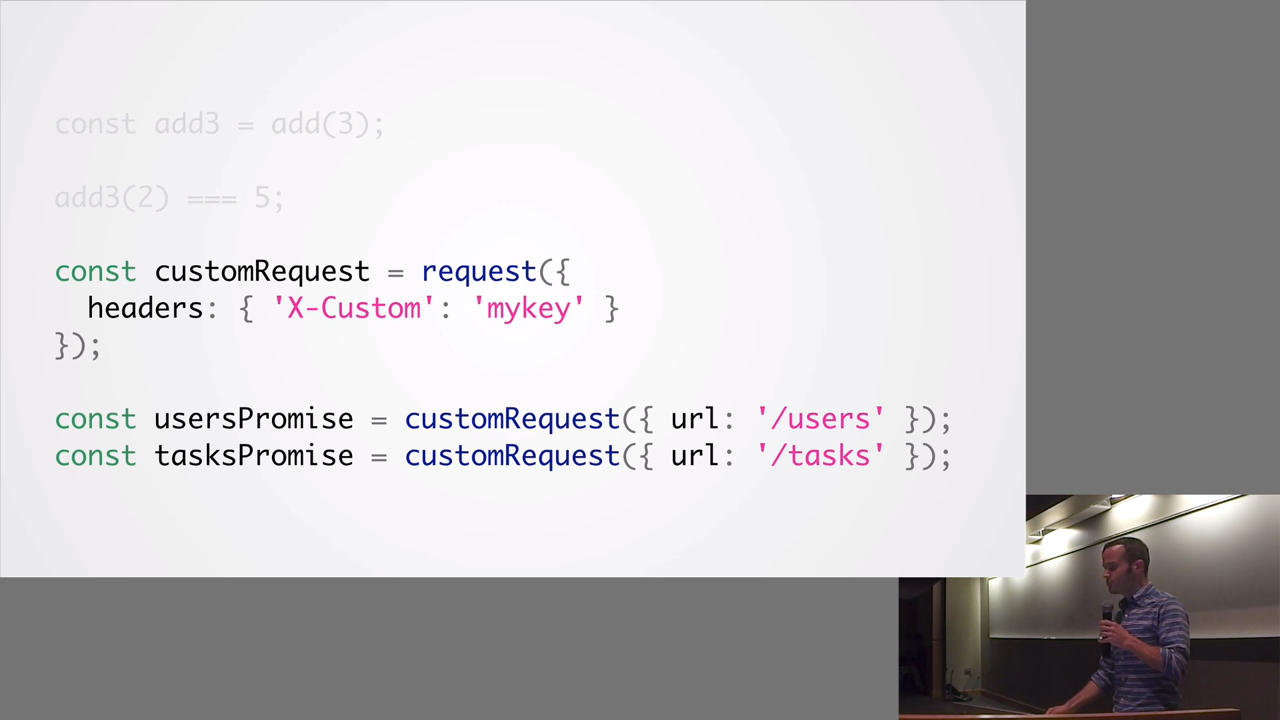 const add3 = add(3);
add3(2) === 5;
const customRequest = request({
  headers: { 'X-Custom': 'mykey' }
});
const usersPromise = customRequest({ url: '/users' });
const tasksPromise = customRequest({ url: '/tasks' });